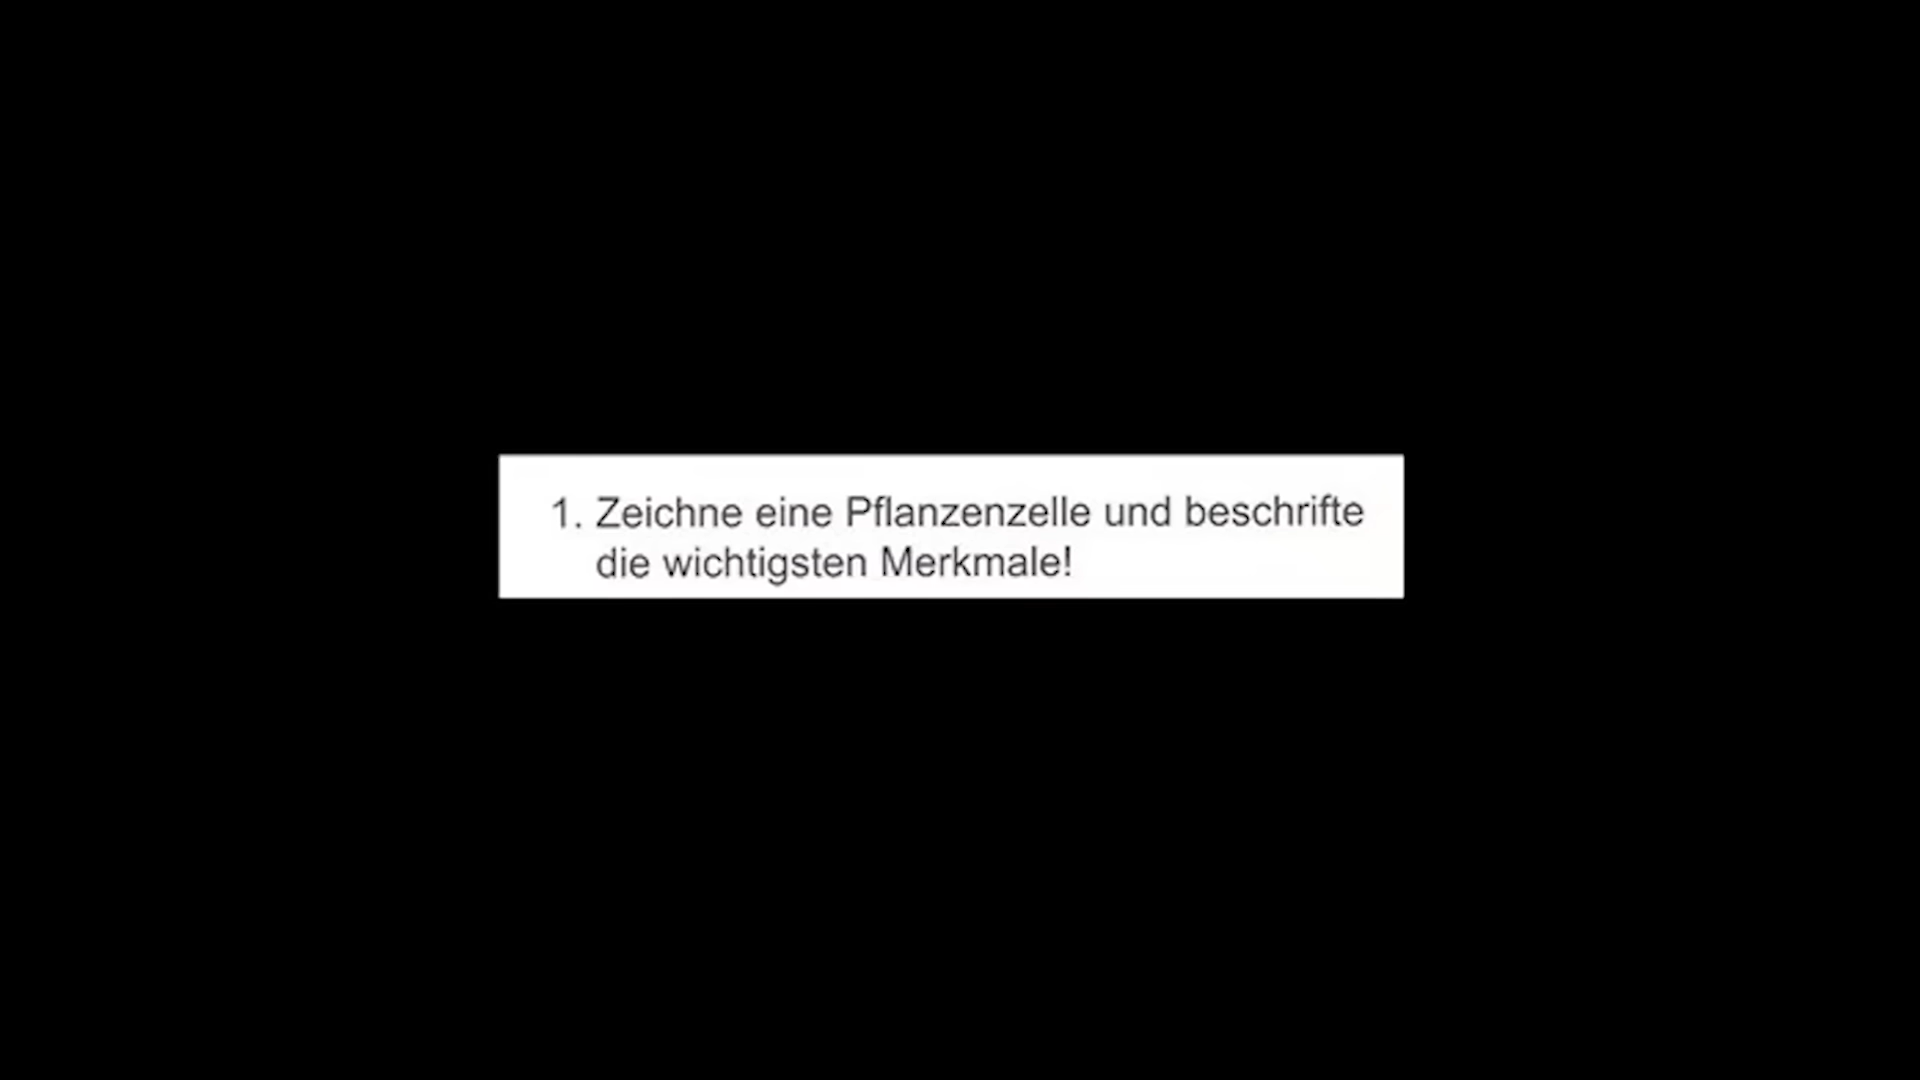 1. Zeichne eine Pflanzenzelle und beschrifte
die wichtigsten Merkmale!